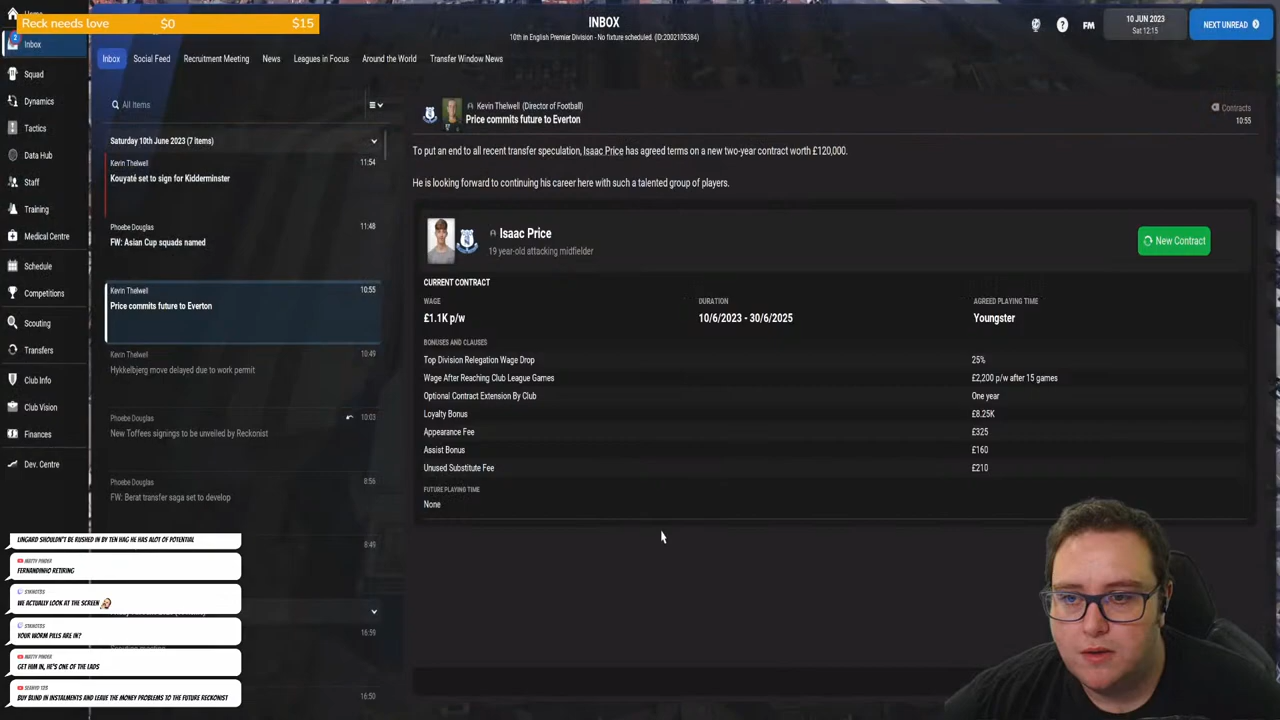 Reck needs love $0 $15
Home
2
Inbox
Squad
Dynamics
Tactics
Data Hub
Staff
Training
Medical Centre
Schedule
Competitions
Scouting
Transfers
Club Info
Club Vision
Finances
Dev. Centre
INBOX
10th in English Premier Division - No fixture scheduled. (ID:2002105384)
?
FM
10 JUN 2023
Sat 12:15
NEXT UNREAD
Inbox
Social Feed
Recruitment Meeting
News
Leagues in Focus
Around the World
Transfer Window News
All Items
Saturday 10th June 2023 (7 items)
Kevin Thelwell 11:54
Kouyaté set to sign for Kidderminster
Phoebe Douglas 11:48
FW: Asian Cup squads named
Kevin Thelwell 10:55
Price commits future to Everton
Kevin Thelwell 10:49
Hykkelbjerg move delayed due to work permit
Phoebe Douglas 10:03
New Toffees signings to be unveiled by Reckonist
Phoebe Douglas 8:56
FW: Berat transfer saga set to develop
8:49
16:59
16:50
Kevin Thelwell (Director of Football)
Price commits future to Everton
Contracts
10:55
To put an end to all recent transfer speculation, Isaac Price has agreed terms on a new two-year contract worth £120,000.
He is looking forward to continuing his career here with such a talented group of players.
Isaac Price
19 year-old attacking midfielder
New Contract
CURRENT CONTRACT
WAGE DURATION AGREED PLAYING TIME
£1.1K p/w 10/6/2023 - 30/6/2025 Youngster
BONUSES AND CLAUSES
Top Division Relegation Wage Drop 25%
Wage After Reaching Club League Games £2,200 p/w after 15 games
Optional Contract Extension By Club One year
Loyalty Bonus £8.25K
Appearance Fee £325
Assist Bonus £160
Unused Substitute Fee £210
FUTURE PLAYING TIME
None
LINGARD SHOULDN'T BE RUSHED IN BY TEN HAG HE HAS ALOT OF POTENTIAL
MATTY PINDER
FERNANDINHO RETIRING
WE ACTUALLY LOOK AT THE SCREEN
YOUR WORM PILLS ARE IN?
MATTY PINDER
GET HIM IN, HE'S ONE OF THE LADS
BUY BLIND IN INSTALMENTS AND LEAVE THE MONEY PROBLEMS TO THE FUTURE RECKONIST